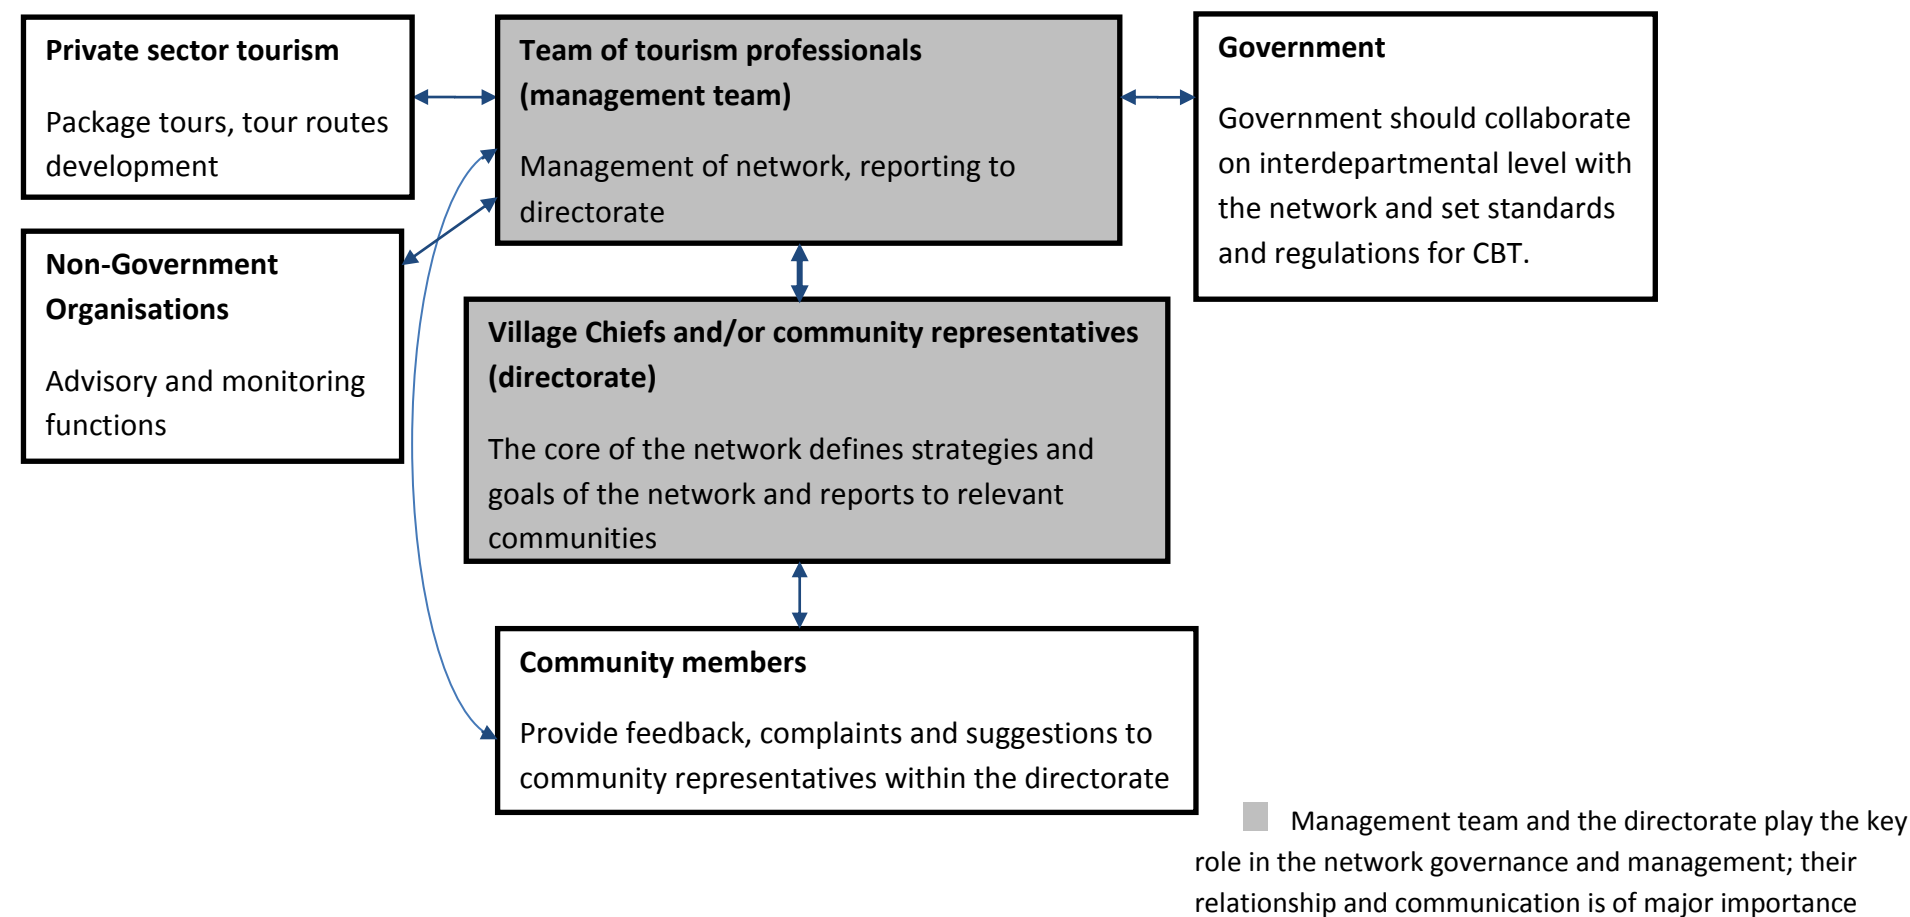 Private sector tourism
Package tours, tour routes
development
Team of tourism professionals
(management team)
Management of network, reporting to
directorate
Government
Government should collaborate
on interdepartmental level with
the network and set standards
and regulations for CBT.
Non-Government
Organisations
Advisory and monitoring
functions
Village Chiefs and/or community representatives
(directorate)
The core of the network defines strategies and
goals of the network and reports to relevant
communities
Community members
Provide feedback, complaints and suggestions to
community representatives within the directorate
Management team and the directorate play the key
role in the network governance and management; their
relationship and communication is of major importance